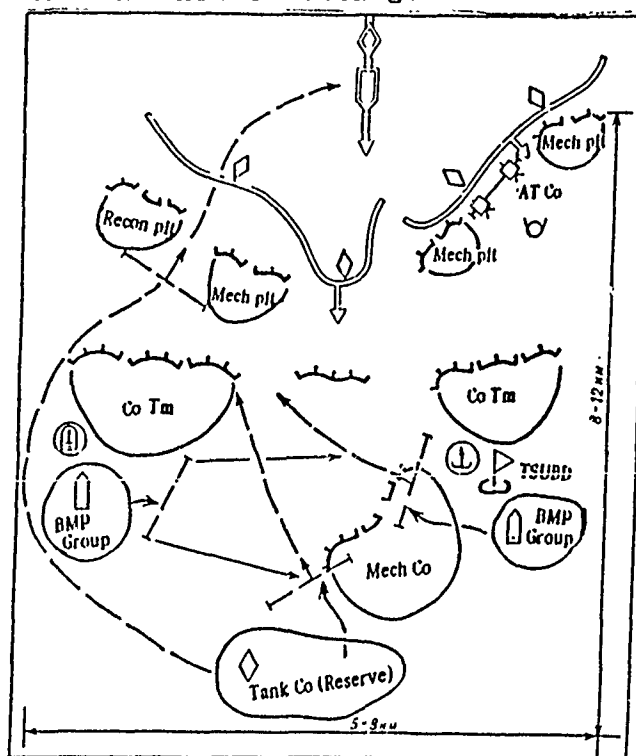 Mech plt
AT Co
Recon plt
Mech plt
Mech plt
Co Tm
Co Tm
8-12км
TSUBD
BMP
Group
BMP
Group
Mech Co
Tank Co (Reserve)
5-9км